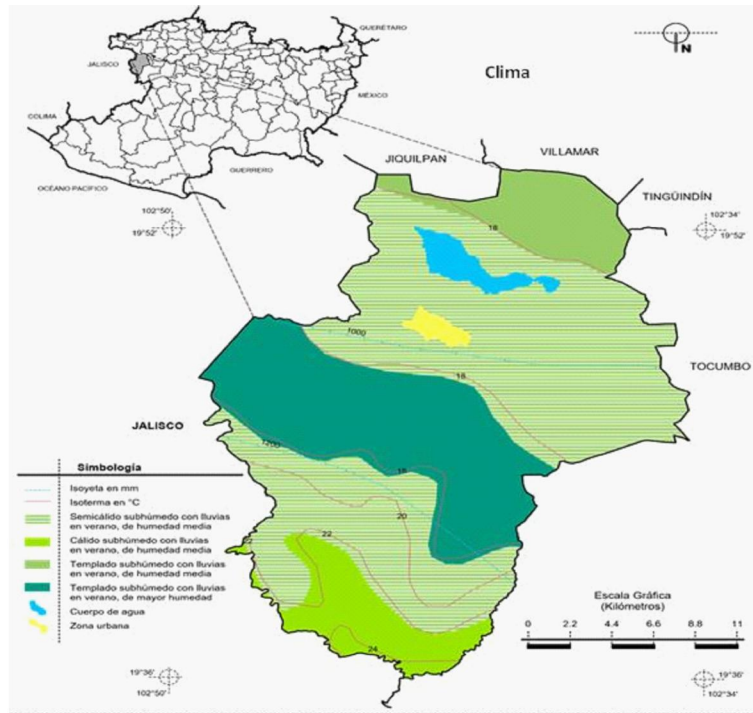 QUERÉTARO
JALISCO
N
Clima
MÉXICO
COLIMA
VILLAMAR
JIQUILPAN
GUERRERO
OCÉANO PACÍFICO
TINGÜINDÍN
102°50'
19°52'
102°34'
19°52'
18
1000
TOCUMBO
18
JALISCO
1200
18
Simbología
Isoyeta en mm
Isoterma en °C
Semicálido subhúmedo con lluvias
en verano, de humedad media
Cálido subhúmedo con lluvias
en verano, de humedad media
Templado subhúmedo con lluvias
en verano, de humedad media
Templado subhúmedo con lluvias
en verano, de mayor humedad
Cuerpo de agua
Zona urbana
20
22
22
24
Escala Gráfica
(Kilómetros)
0 2.2 4.4 6.6 8.8 11
19°36'
102°50'
19°36'
102°34'